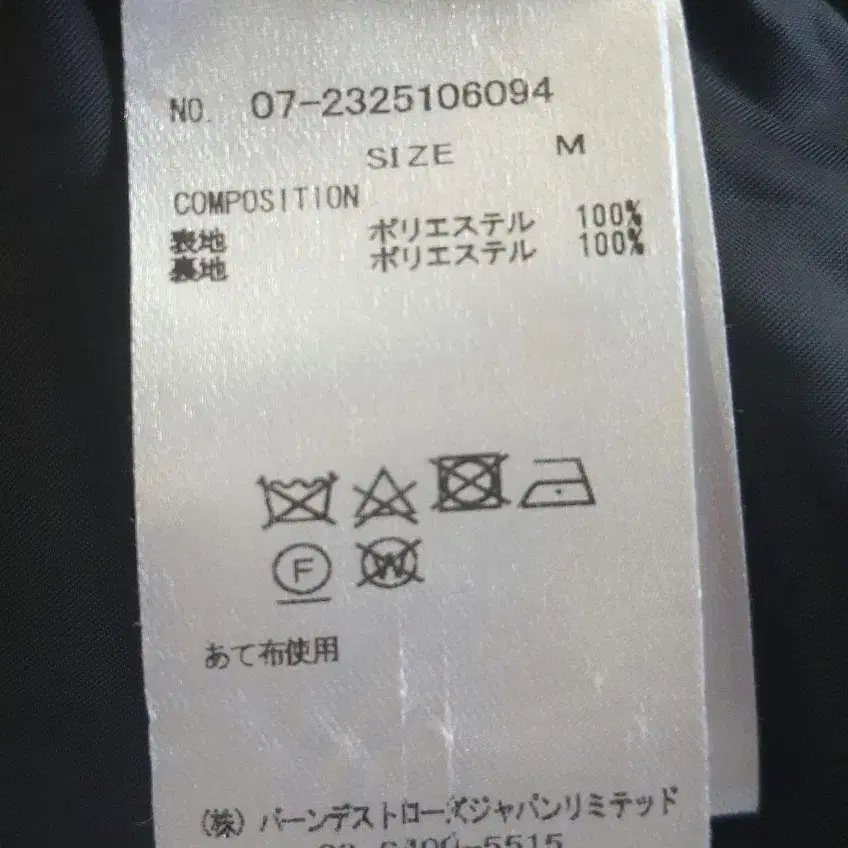 NO. 07-2325106094
SIZE M
COMPOSITION
表地 ポリエステル 100%
裏地 ポリエステル 100%
F
W
あて布使用
(株) バーンデストローズジャパンリミテッド